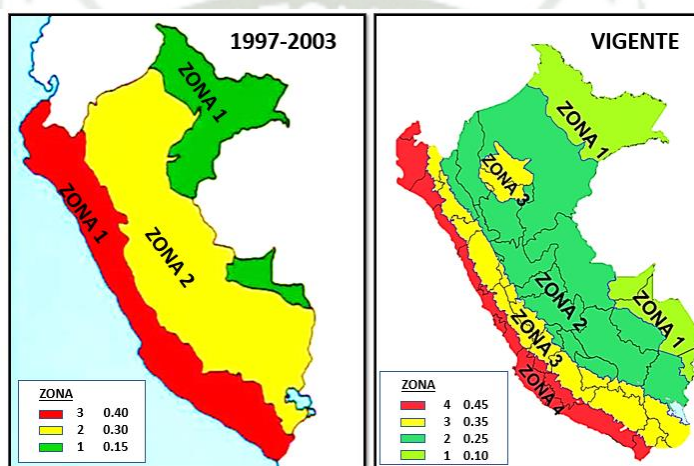 1997-2003
ZONA 1
ZONA 1
ZONA 2
ZONA
3 0.40
2 0.30
1 0.15
VIGENTE
ZONA 1
ZONA 3
ZONA 2
ZONA 1
ZONA 3
ZONA 4
ZONA
4 0.45
3 0.35
2 0.25
1 0.10